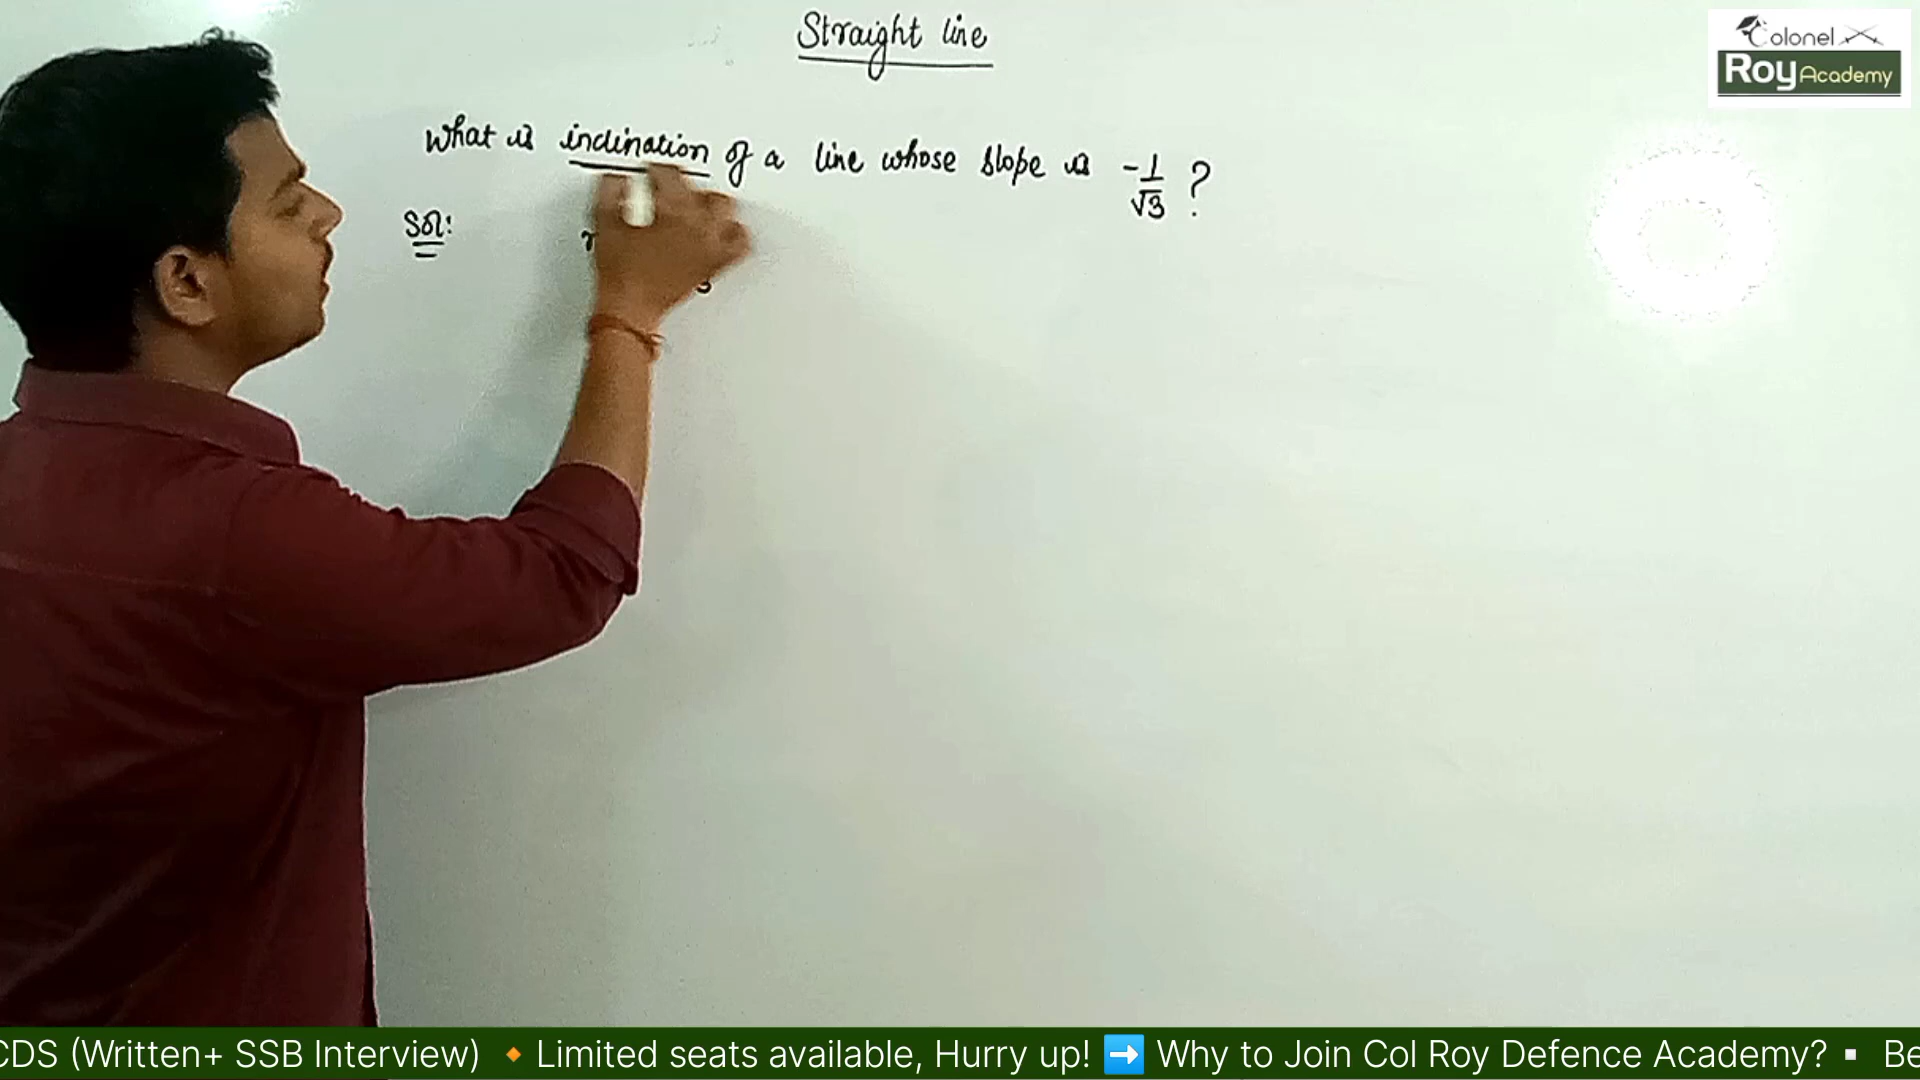 Straight line
Colonel
Roy Academy
What is inclination of a line whose slope is -1/√3 ?
Sol:
CDS (Written+ SSB Interview) 🔸Limited seats available, Hurry up! ➡️ Why to Join Col Roy Defence Academy?▪️ Be